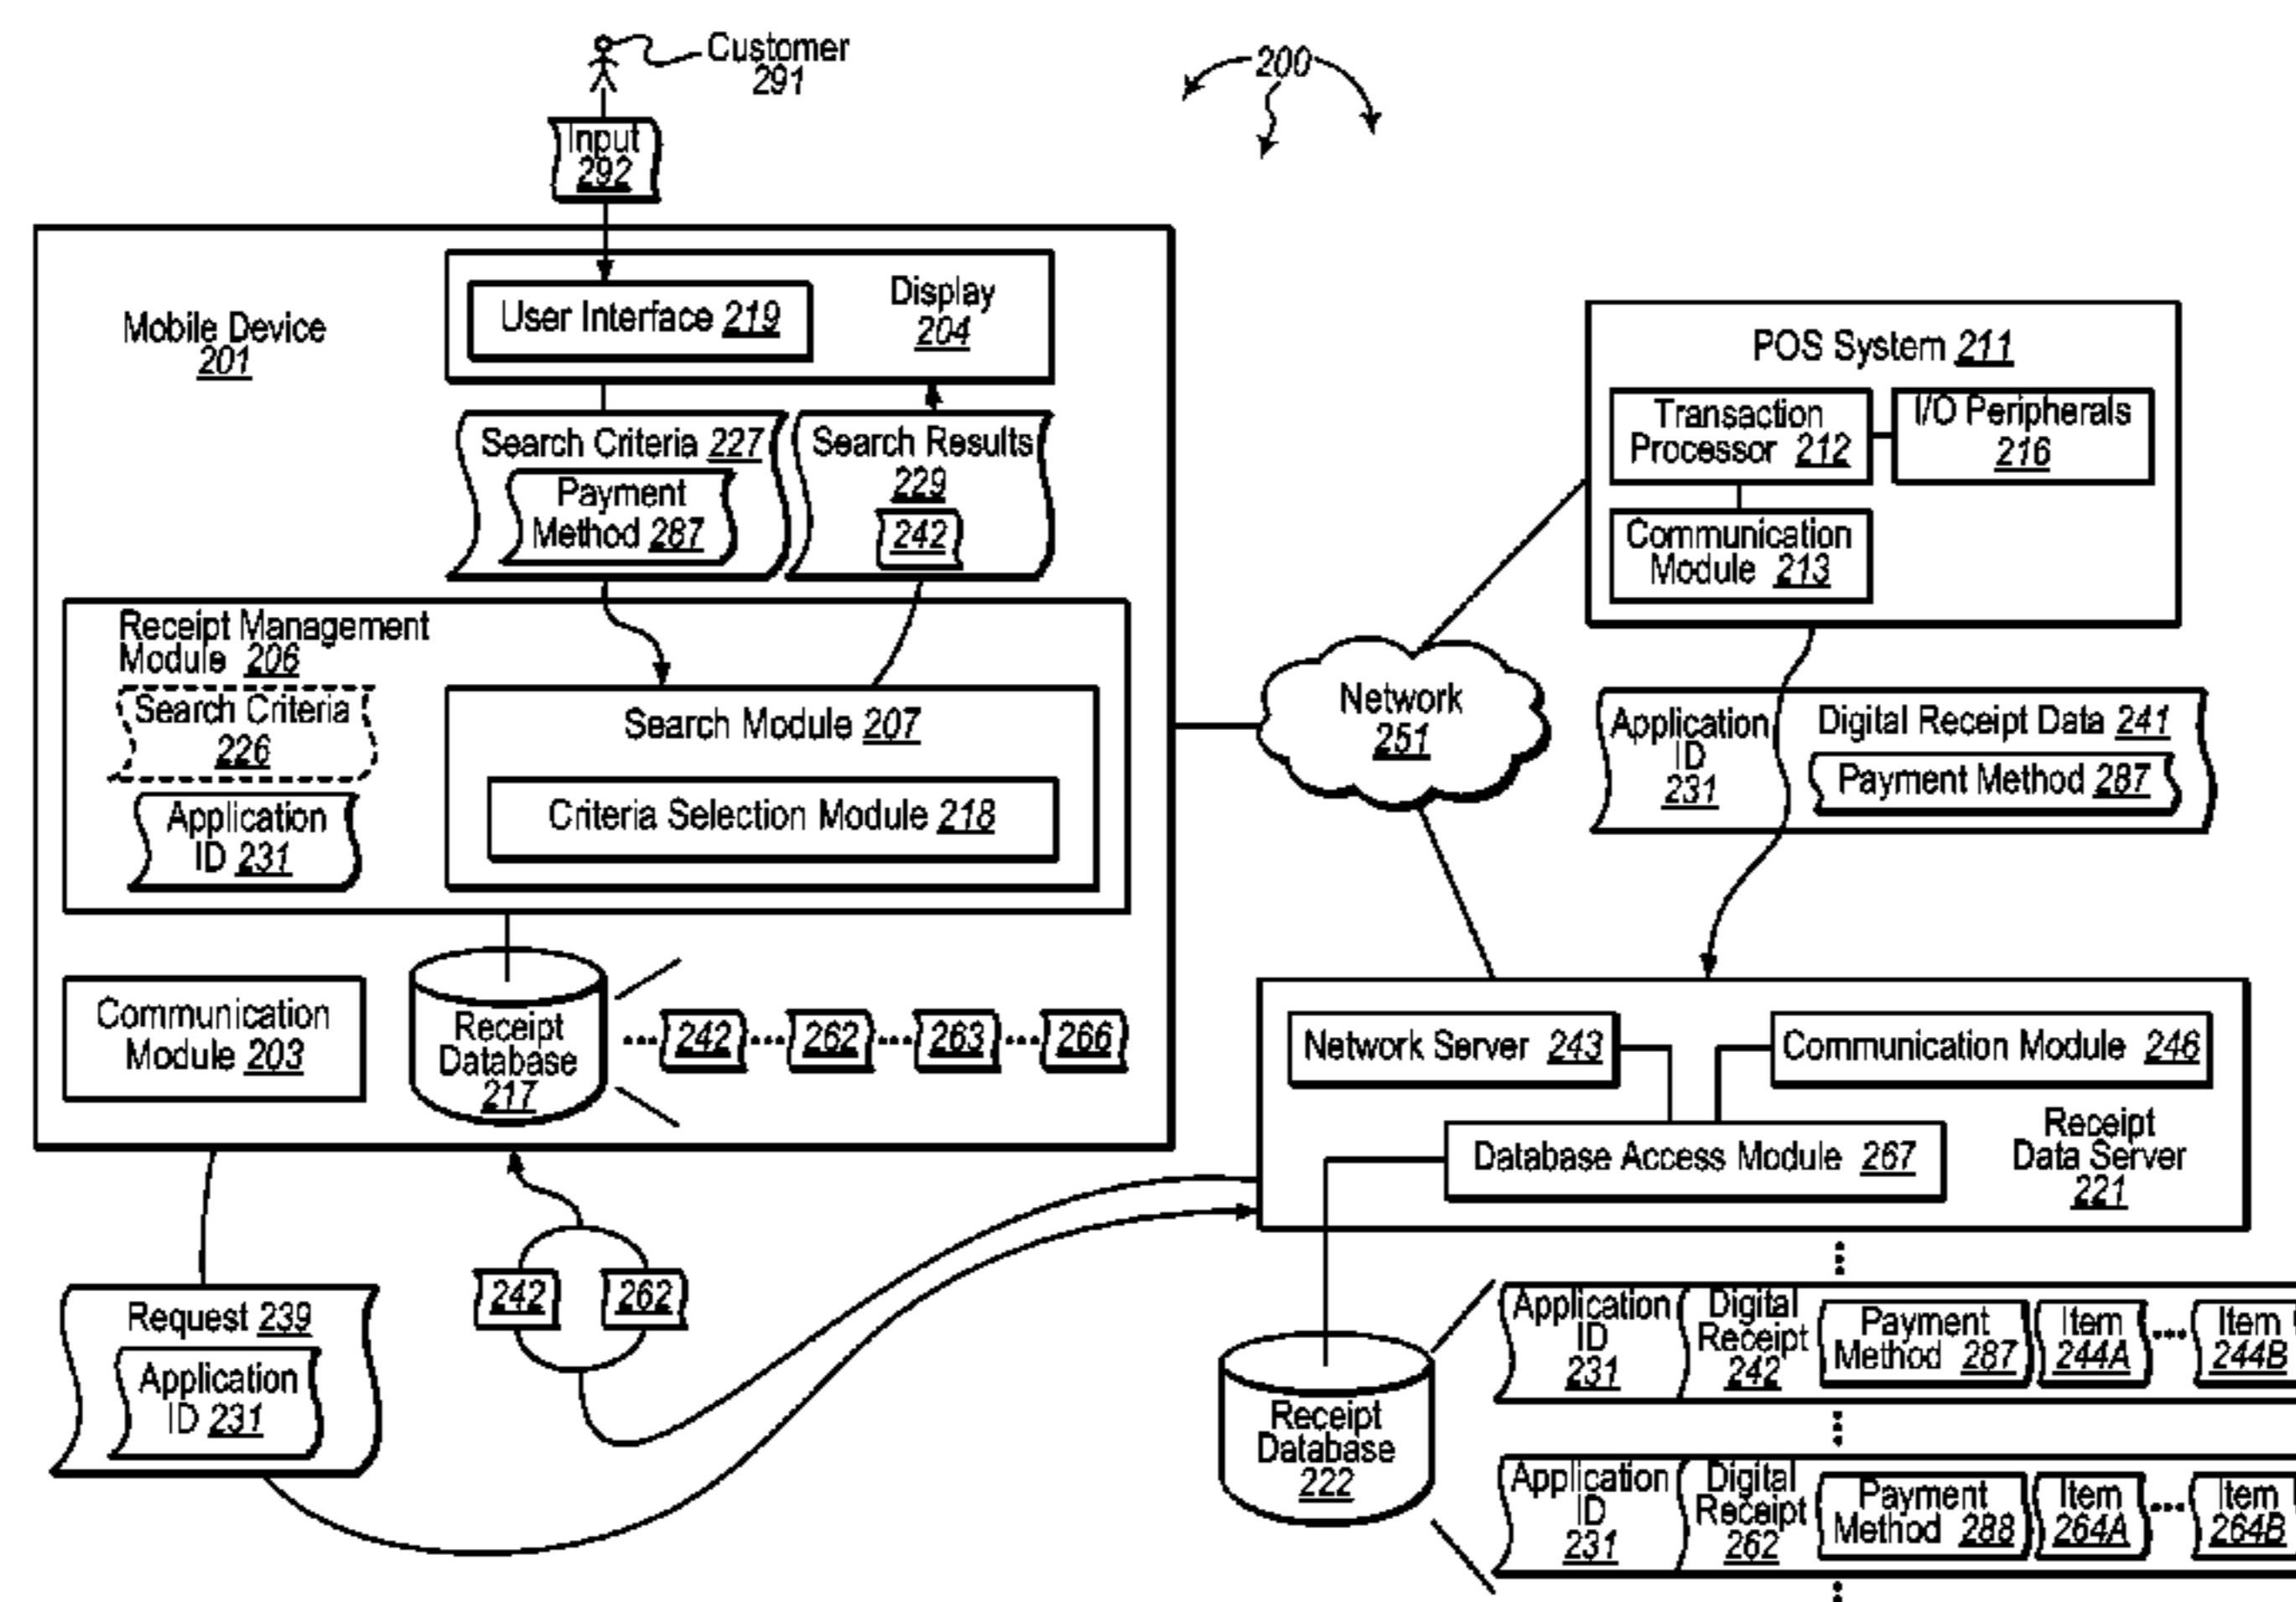 Customer
291
200
Input
292
Mobile Device
201
User Interface 219
Display
204
Search Criteria 227
Payment
Method 287
Search Results
229
242
Receipt Management
Module 206
Search Criteria
226
Application
ID 231
Search Module 207
Criteria Selection Module 218
Communication
Module 203
Receipt
Database
217
...242...262...263...266
Network
251
POS System 211
Transaction
Processor 212
I/O Peripherals
216
Communication
Module 213
Application
ID
231
Digital Receipt Data 241
Payment Method 287
Network Server 243
Communication Module 246
Database Access Module 267
Receipt
Data Server
221
Request 239
Application
ID 231
242
262
Receipt
Database
222
Application
ID
231
Digital
Receipt
242
Payment
Method 287
Item
244A
...
Item
244B
Application
ID
231
Digital
Receipt
262
Payment
Method 288
Item
264A
...
Item
264B